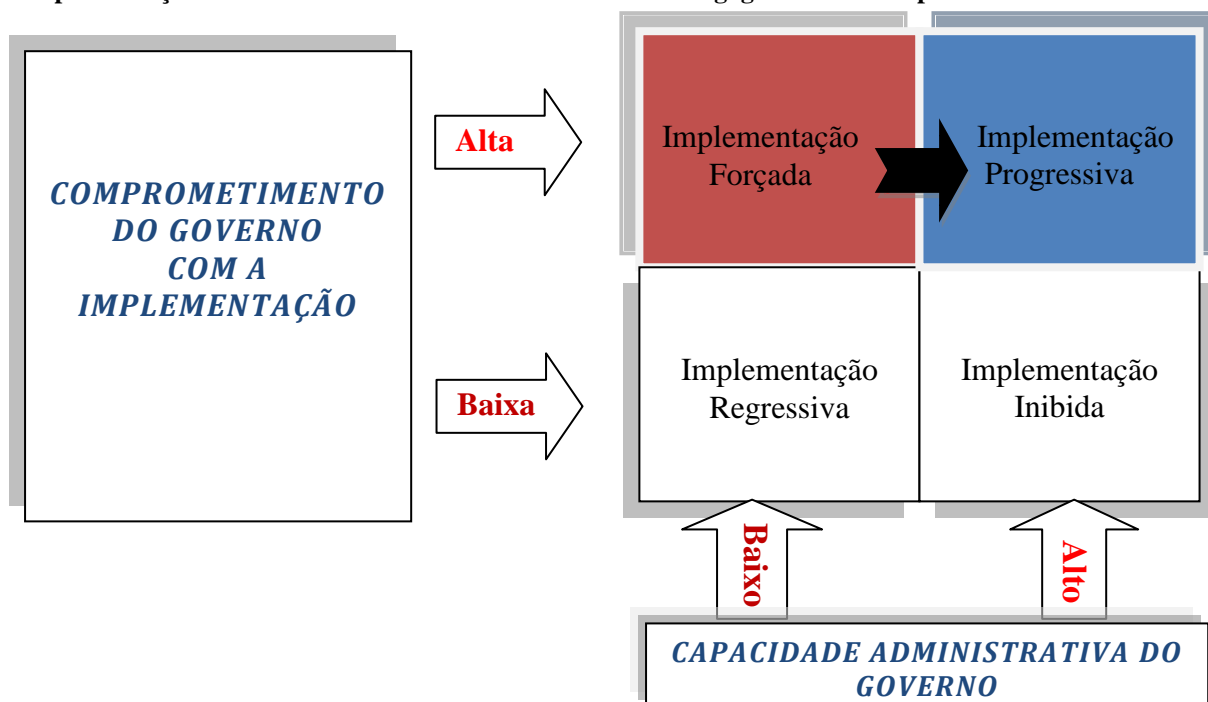 Alta
Implementação
Forçada
Implementação
Progressiva
COMPROMETIMENTO
DO GOVERNO
COM A
IMPLEMENTAÇÃO
Baixa
Implementação
Regressiva
Implementação
Inibida
Baixo
Alto
CAPACIDADE ADMINISTRATIVA DO
GOVERNO